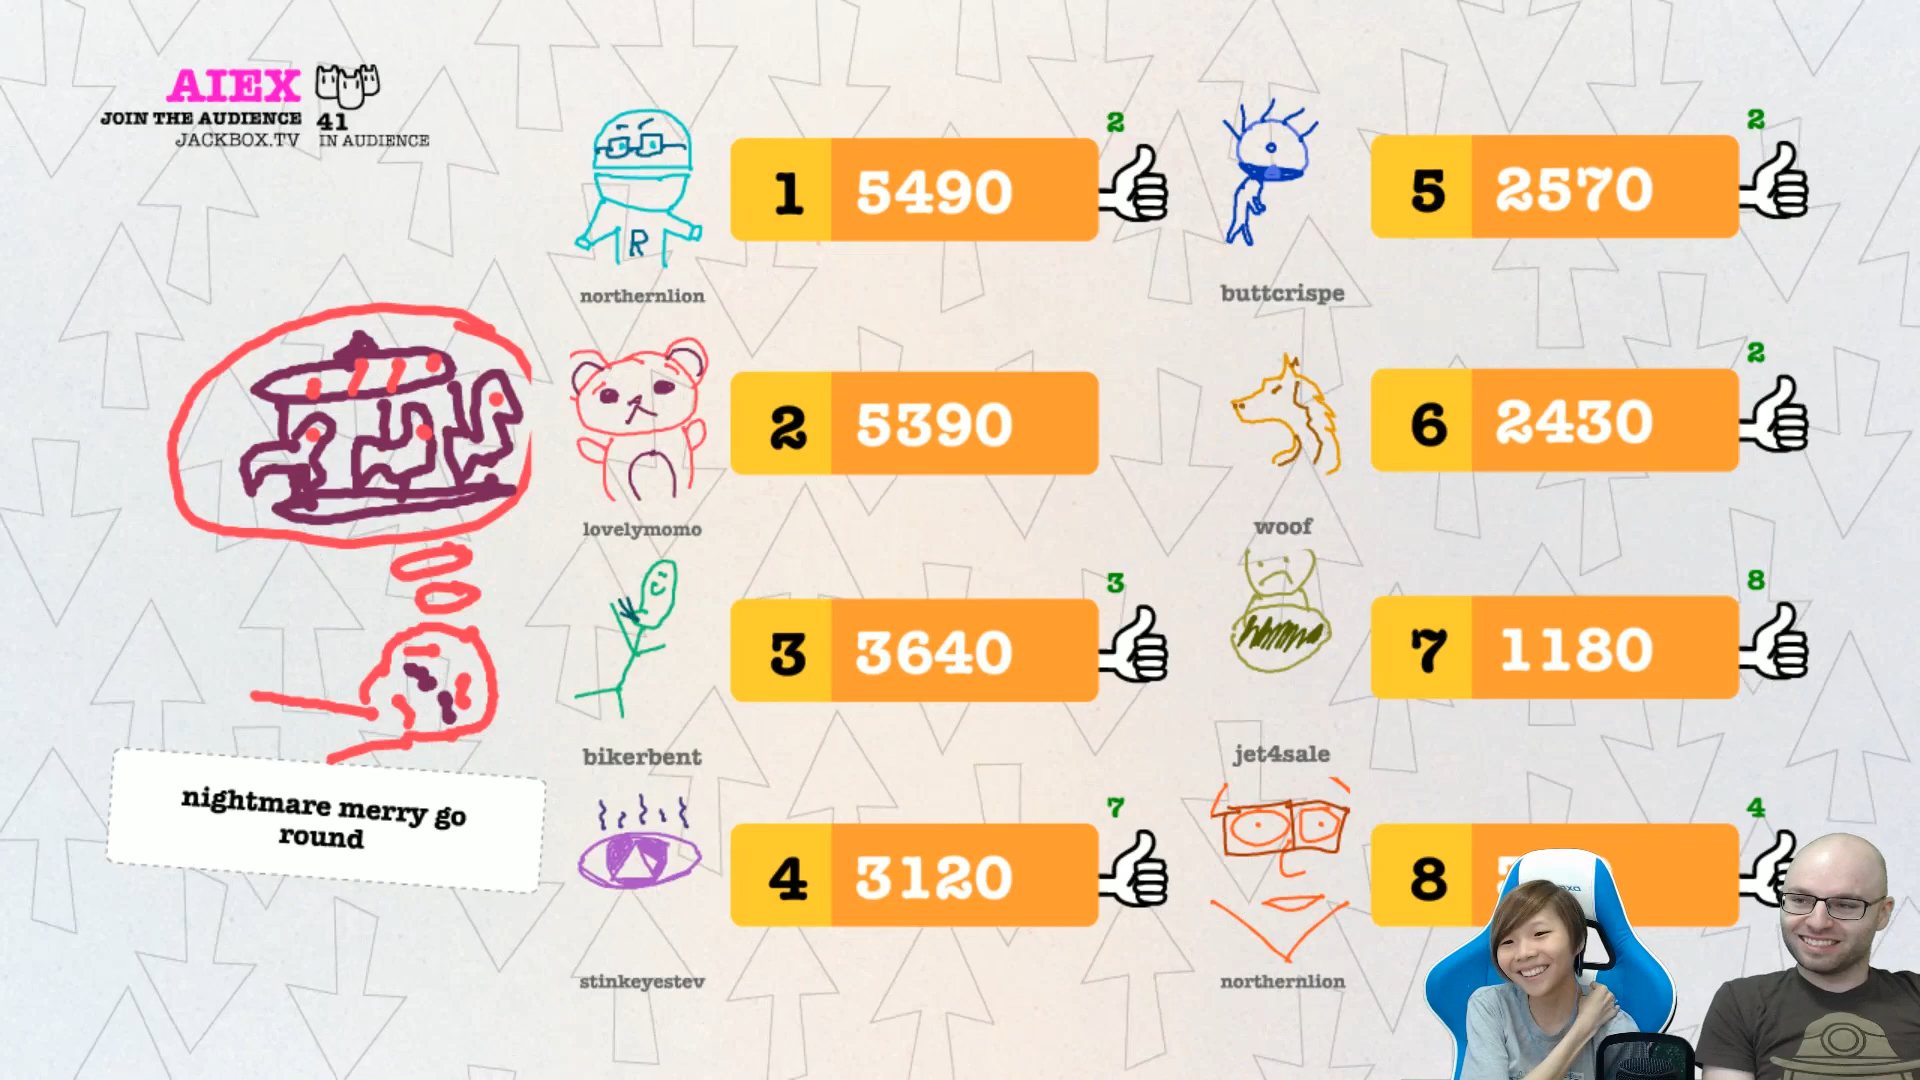 AIEX
JOIN THE AUDIENCE
JACKBOX.TV
41
IN AUDIENCE
nightmare merry go
round
R
northernlion
1 5490
2
lovelymomo
2 5390
bikerbent
3 3640
3
stinkeyestev
4 3120
7
buttcrispe
5 2570
2
woof
6 2430
2
jet4sale
7 1180
8
northernlion
8
4